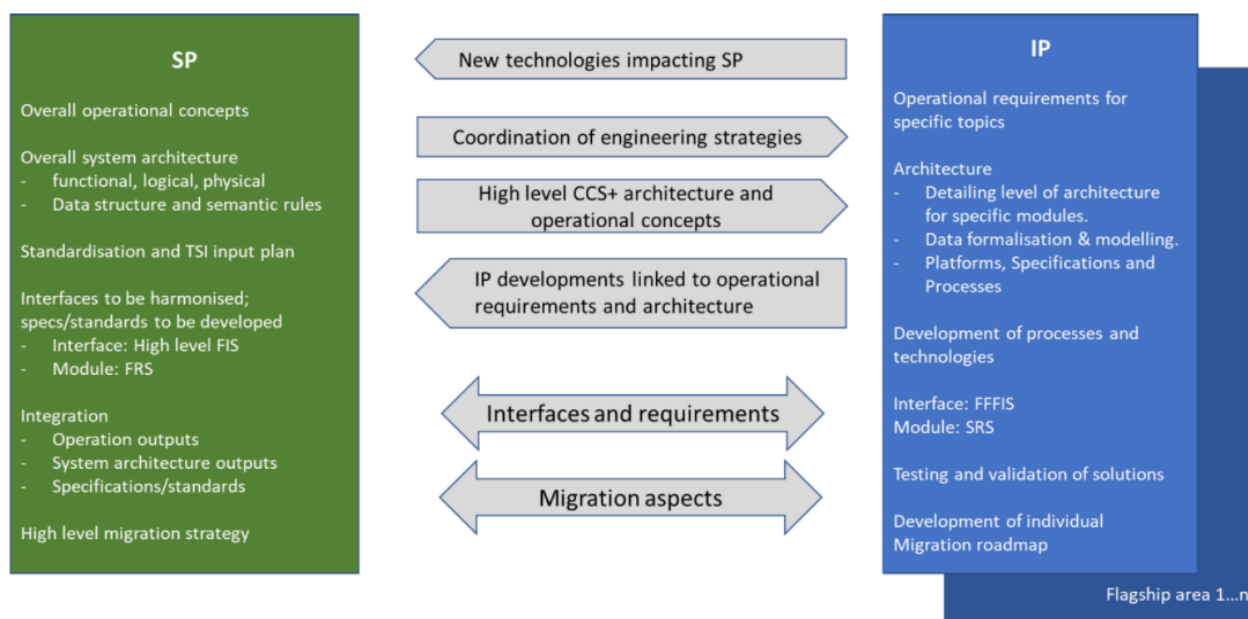 SP
Overall operational concepts
Overall system architecture
- functional, logical, physical
- Data structure and semantic rules
Standardisation and TSI input plan
Interfaces to be harmonised;
specs/standards to be developed
- Interface: High level FIS
- Module: FRS
Integration
- Operation outputs
- System architecture outputs
- Specifications/standards
High level migration strategy
New technologies impacting SP
Coordination of engineering strategies
High level CCS+ architecture and
operational concepts
IP developments linked to operational
requirements and architecture
Interfaces and requirements
Migration aspects
IP
Operational requirements for
specific topics
Architecture
- Detailing level of architecture
for specific modules.
- Data formalisation & modelling.
- Platforms, Specifications and
Processes
Development of processes and
technologies
Interface: FFFIS
Module: SRS
Testing and validation of solutions
Development of individual
Migration roadmap
Flagship area 1...n